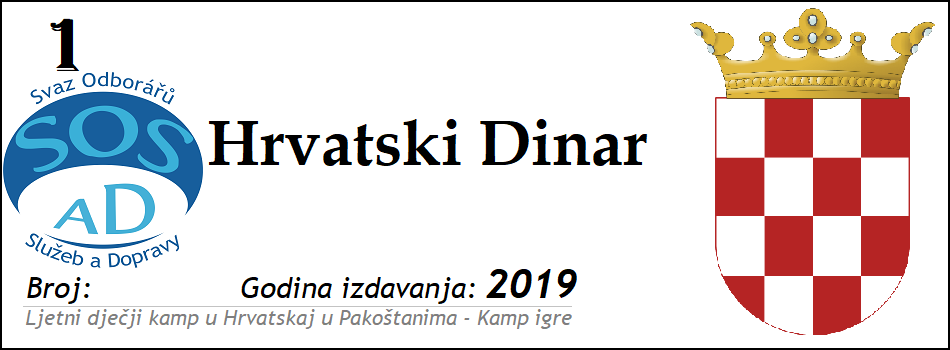 1
Svaz Odborářů
SOS
AD
Služeb a Dopravy
Hrvatski Dinar
Broj:
Godina izdavanja: 2019
Ljetni dječji kamp u Hrvatskaj u Pakoštanima - Kamp igre